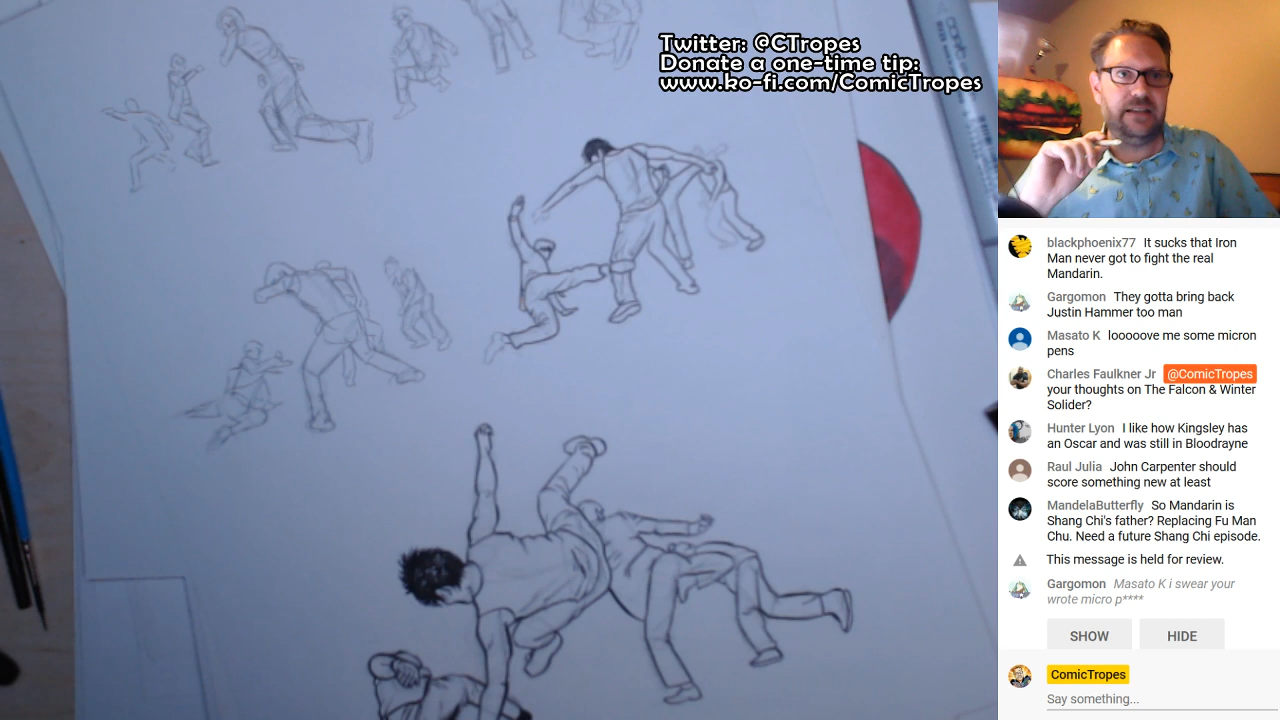 Twitter: @CTropes
Donate a one-time tip:
www.ko-fi.com/ComicTropes
blackphoenix77 It sucks that Iron
Man never got to fight the real
Mandarin.
Gargomon They gotta bring back
Justin Hammer too man
Masato K looooove me some micron
pens
Charles Faulkner Jr @ComicTropes
your thoughts on The Falcon & Winter
Solider?
Hunter Lyon I like how Kingsley has
an Oscar and was still in Bloodrayne
Raul Julia John Carpenter should
score something new at least
MandelaButterfly So Mandarin is
Shang Chi's father? Replacing Fu Man
Chu. Need a future Shang Chi episode.
This message is held for review.
Gargomon Masato K i swear your
wrote micro p****
SHOW HIDE
ComicTropes
Say something...